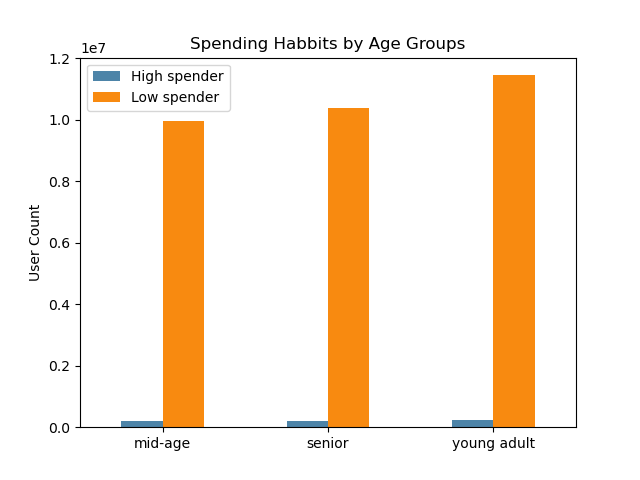 Spending Habbits by Age Groups
1e7
High spender
Low spender
1.2
1.0
0.8
0.6
0.4
0.2
0.0
User Count
mid-age
senior
young adult